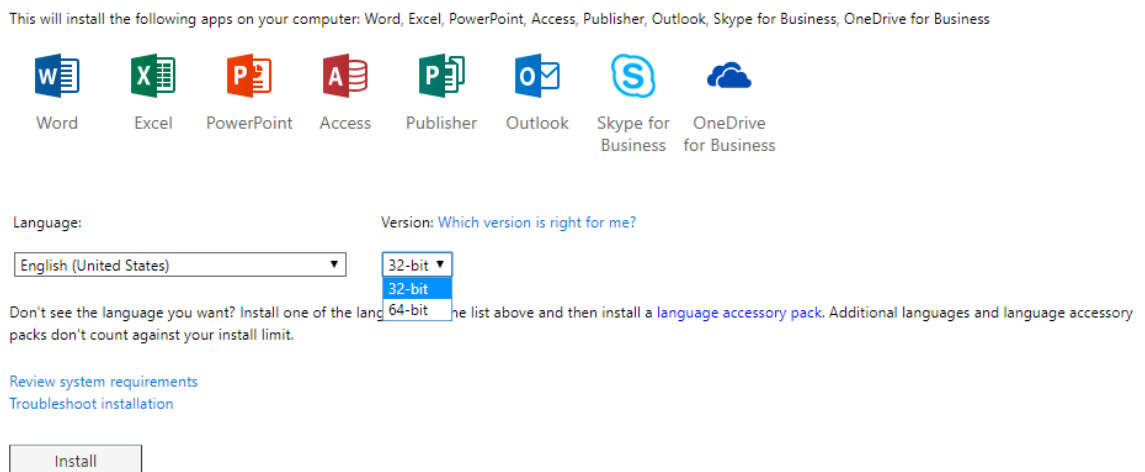 This will install the following apps on your computer: Word, Excel, PowerPoint, Access, Publisher, Outlook, Skype for Business, OneDrive for Business
W X P A P O S
Word Excel PowerPoint Access Publisher Outlook Skype for Business OneDrive for Business
Language: Version: Which version is right for me?
English (United States) 32-bit
32-bit
64-bit
Don't see the language you want? Install one of the lang he list above and then install a language accessory pack. Additional languages and language accessory
packs don't count against your install limit.
Review system requirements
Troubleshoot installation
Install